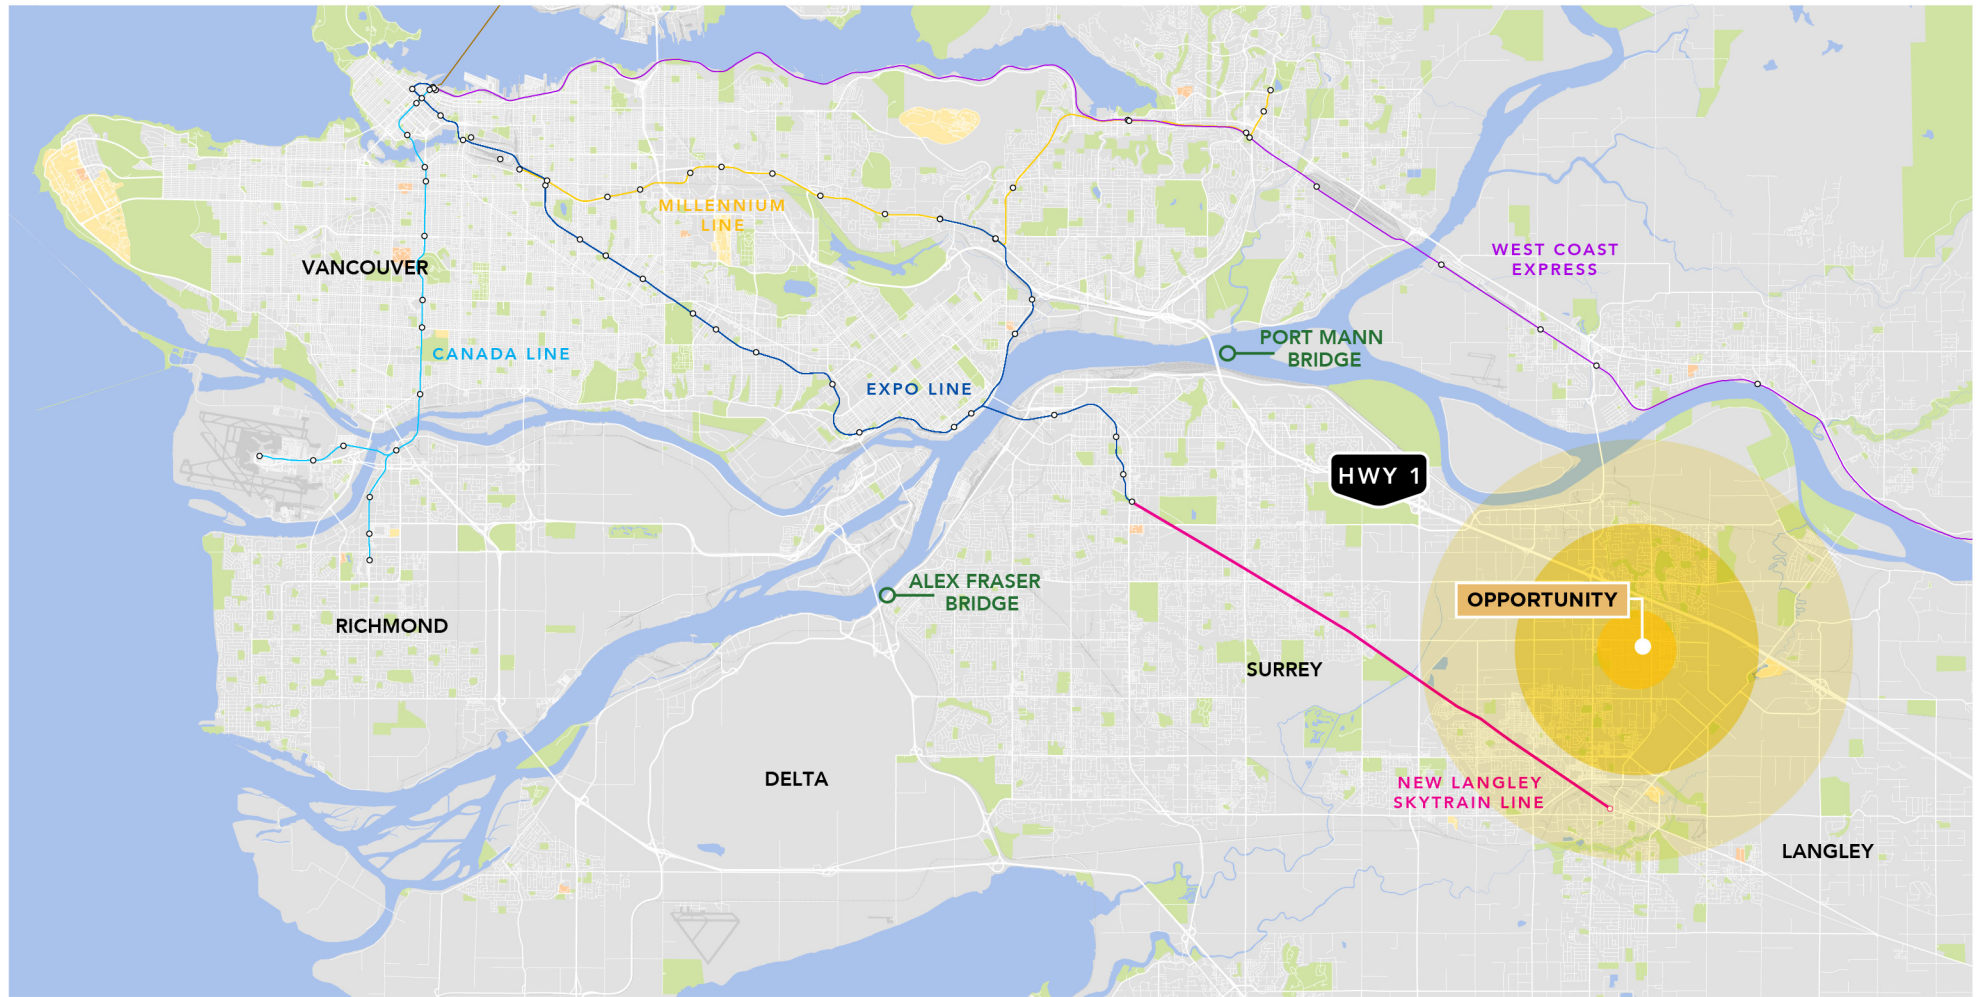 MILLENNIUM
LINE
WEST COAST
EXPRESS
VANCOUVER
CANADA LINE
PORT MANN
BRIDGE
EXPO LINE
HWY 1
ALEX FRASER
BRIDGE
OPPORTUNITY
RICHMOND
SURREY
DELTA
NEW LANGLEY
SKYTRAIN LINE
LANGLEY